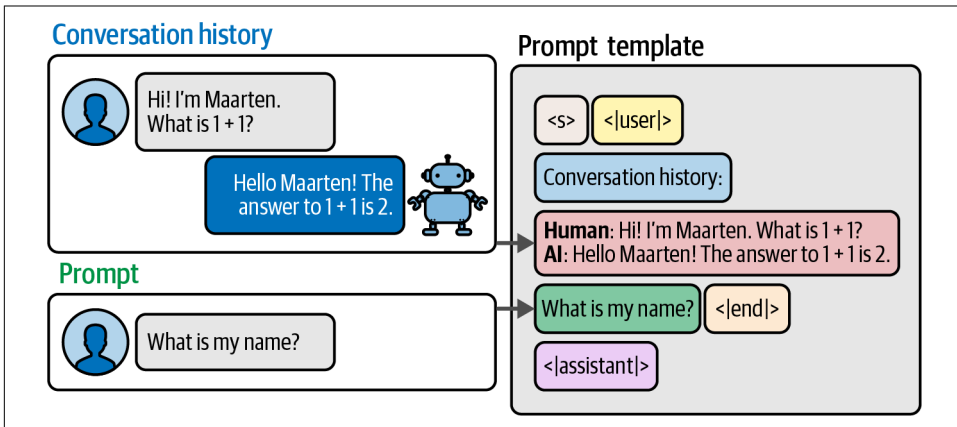 Conversation history
Hi! I'm Maarten.
What is 1 + 1?
Hello Maarten! The
answer to 1 + 1 is 2.
Prompt
What is my name?
Prompt template
<s> <|user|>
Conversation history:
Human: Hi! I'm Maarten. What is 1 + 1?
AI: Hello Maarten! The answer to 1 + 1 is 2.
What is my name? <|end|>
<|assistant|>